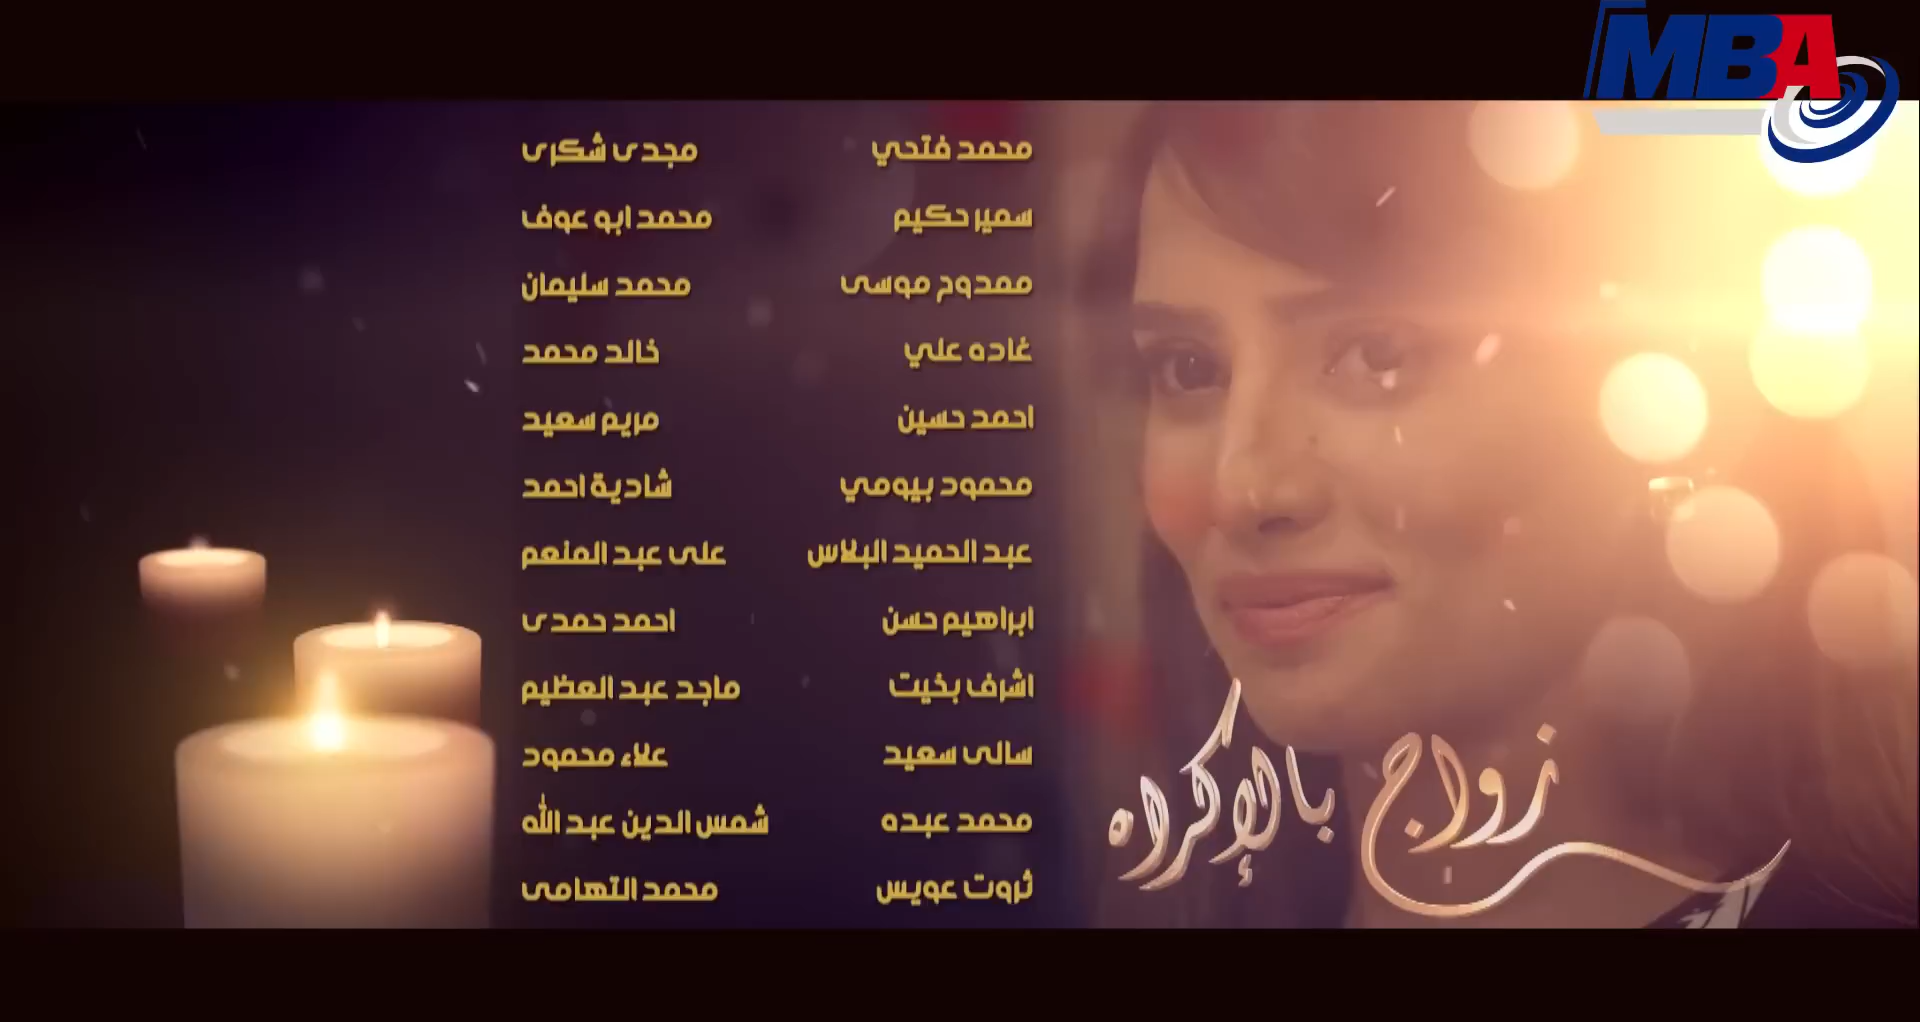 MBA
محمد فتحي
مجدى شكرى
سمير حكيم
محمد ابو عوف
ممدوح موسى
محمد سليمان
غاده علي
خالد محمد
احمد حسين
مريم سعيد
محمود بيومي
شادية احمد
عبد الحميد البلاس
على عبد المنعم
ابراهيم حسن
احمد حمدى
اشرف بخيت
ماجد عبد العظيم
سالى سعيد
علاء محمود
محمد عبده
شمس الدين عبد الله
ثروت عويس
محمد التهامى
زواج بالإكراه